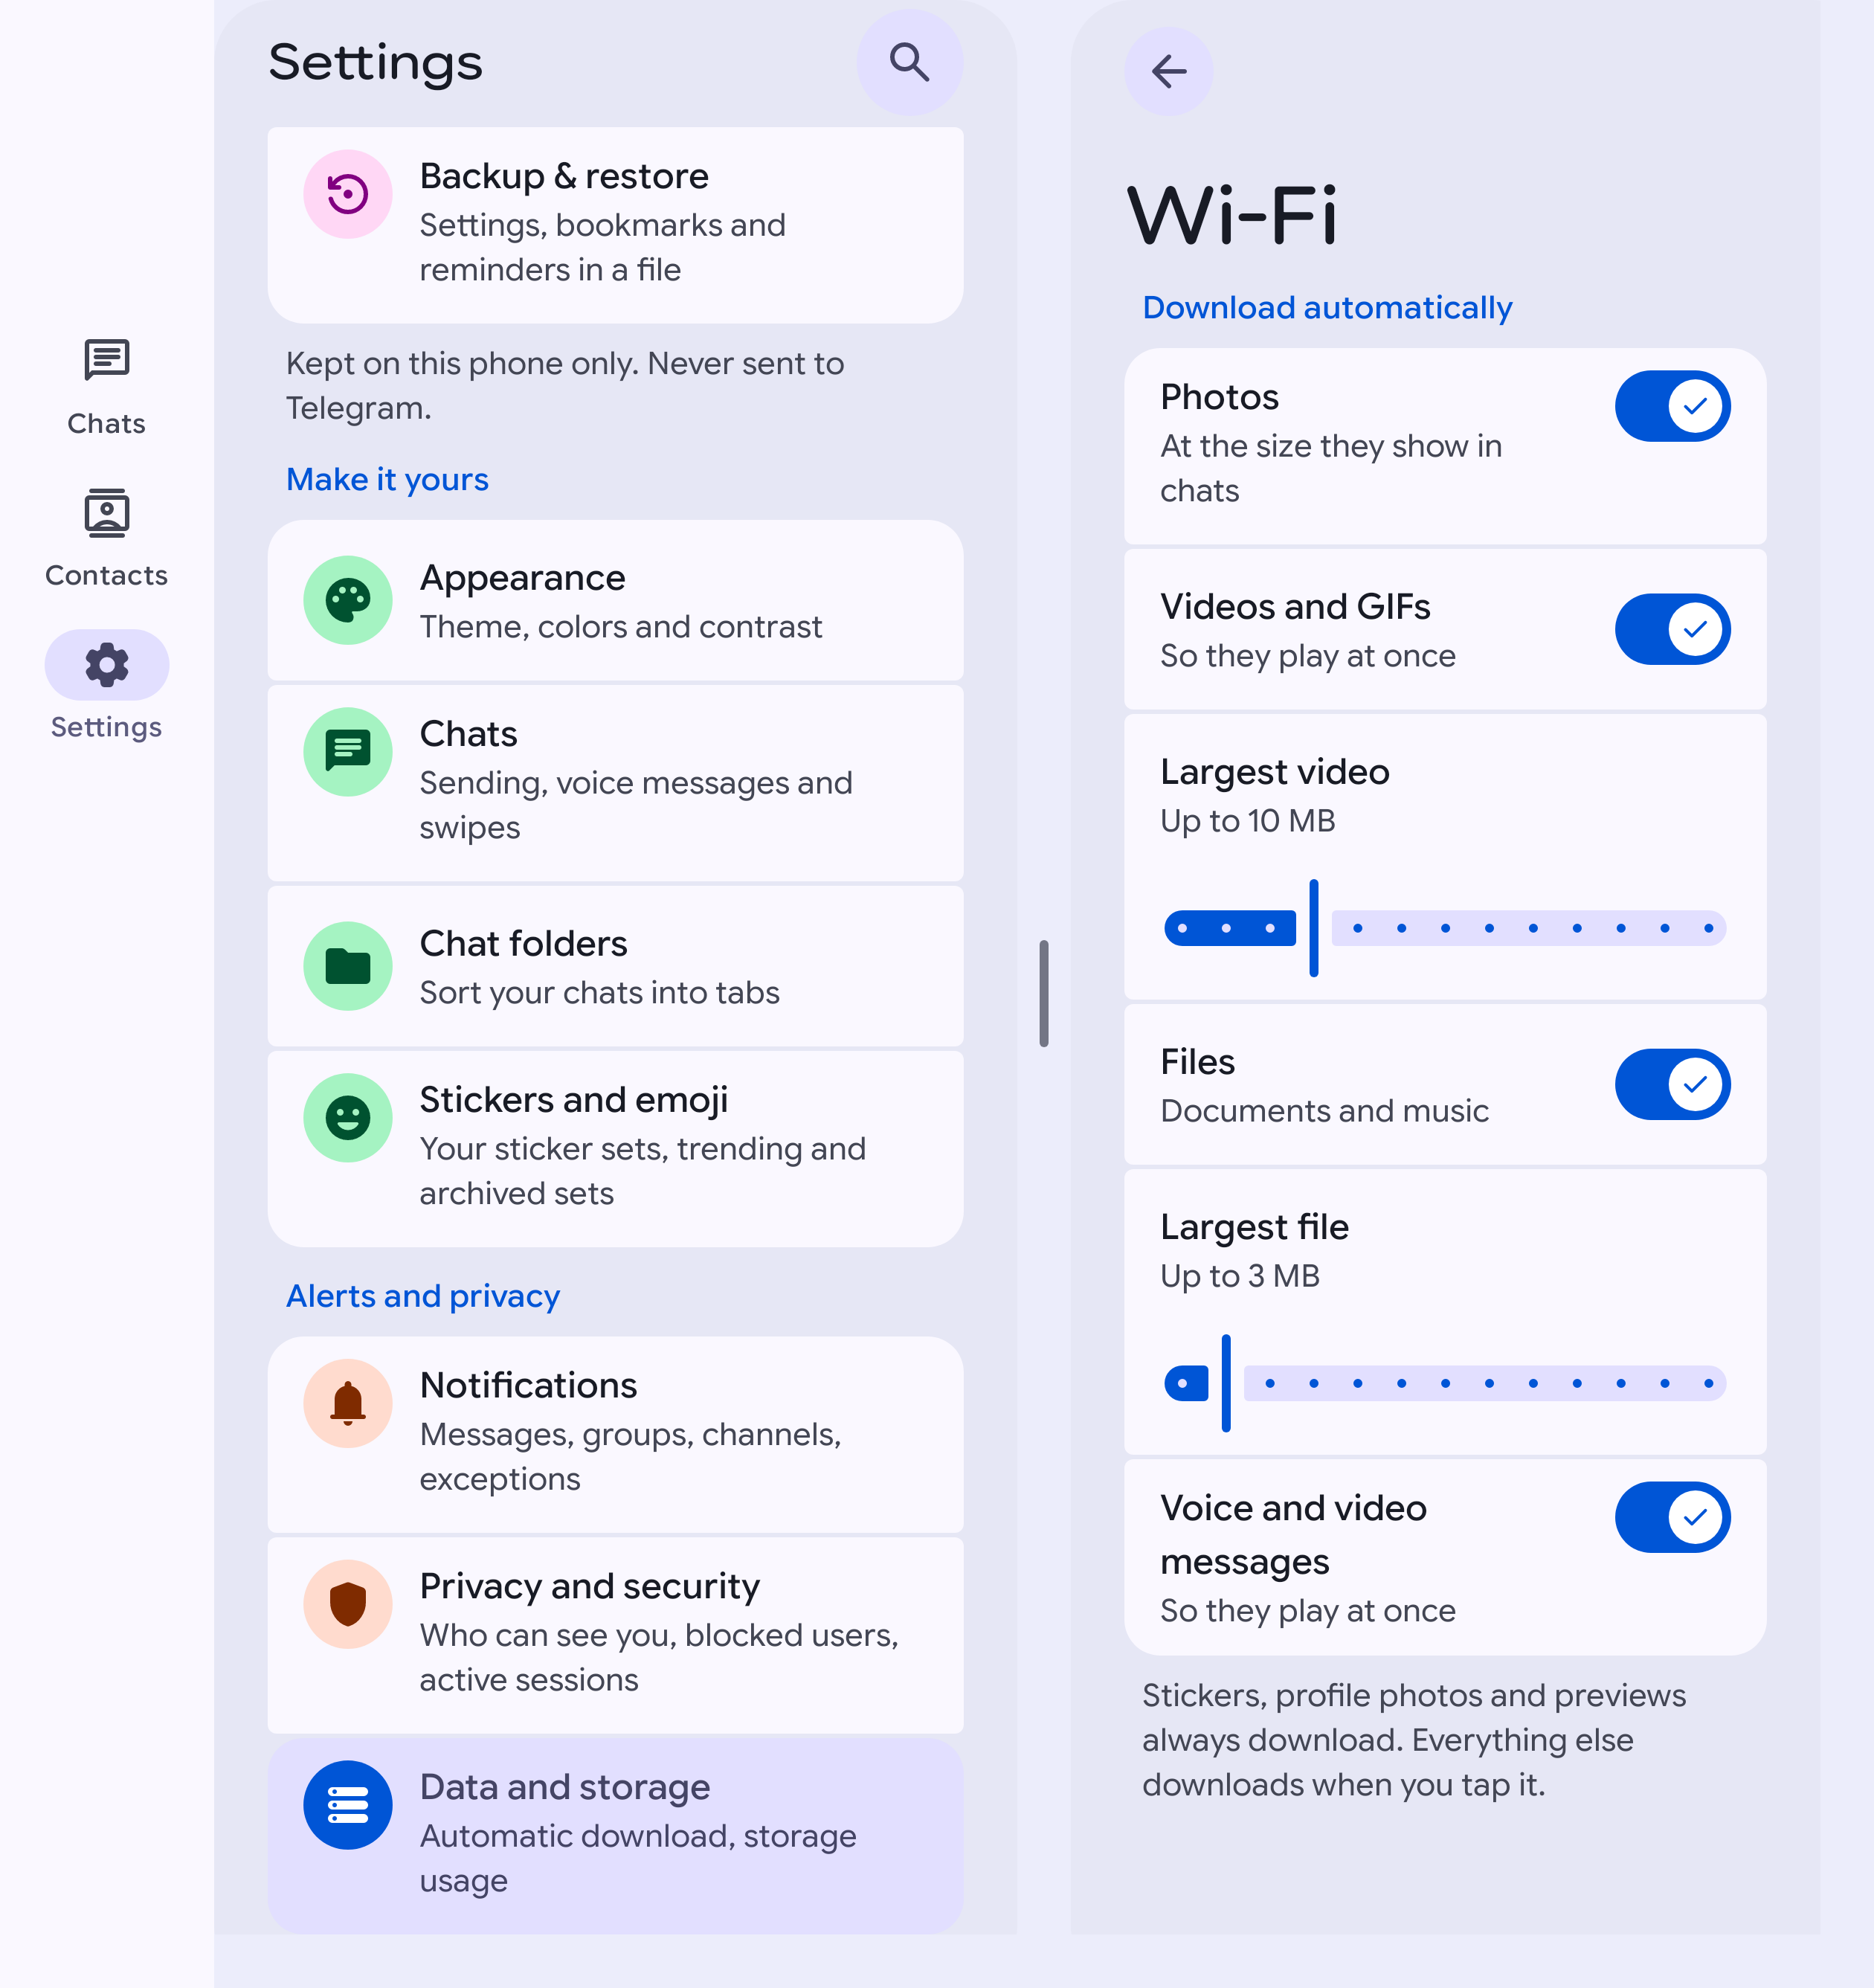 Chats
Contacts
Settings
Settings
Backup & restore
Settings, bookmarks and
reminders in a file
Kept on this phone only. Never sent to
Telegram.
Make it yours
Appearance
Theme, colors and contrast
Chats
Sending, voice messages and
swipes
Chat folders
Sort your chats into tabs
Stickers and emoji
Your sticker sets, trending and
archived sets
Alerts and privacy
Notifications
Messages, groups, channels,
exceptions
Privacy and security
Who can see you, blocked users,
active sessions
Data and storage
Automatic download, storage
usage
Wi-Fi
Download automatically
Photos
At the size they show in
chats
Videos and GIFs
So they play at once
Largest video
Up to 10 MB
Files
Documents and music
Largest file
Up to 3 MB
Voice and video
messages
So they play at once
Stickers, profile photos and previews
always download. Everything else
downloads when you tap it.